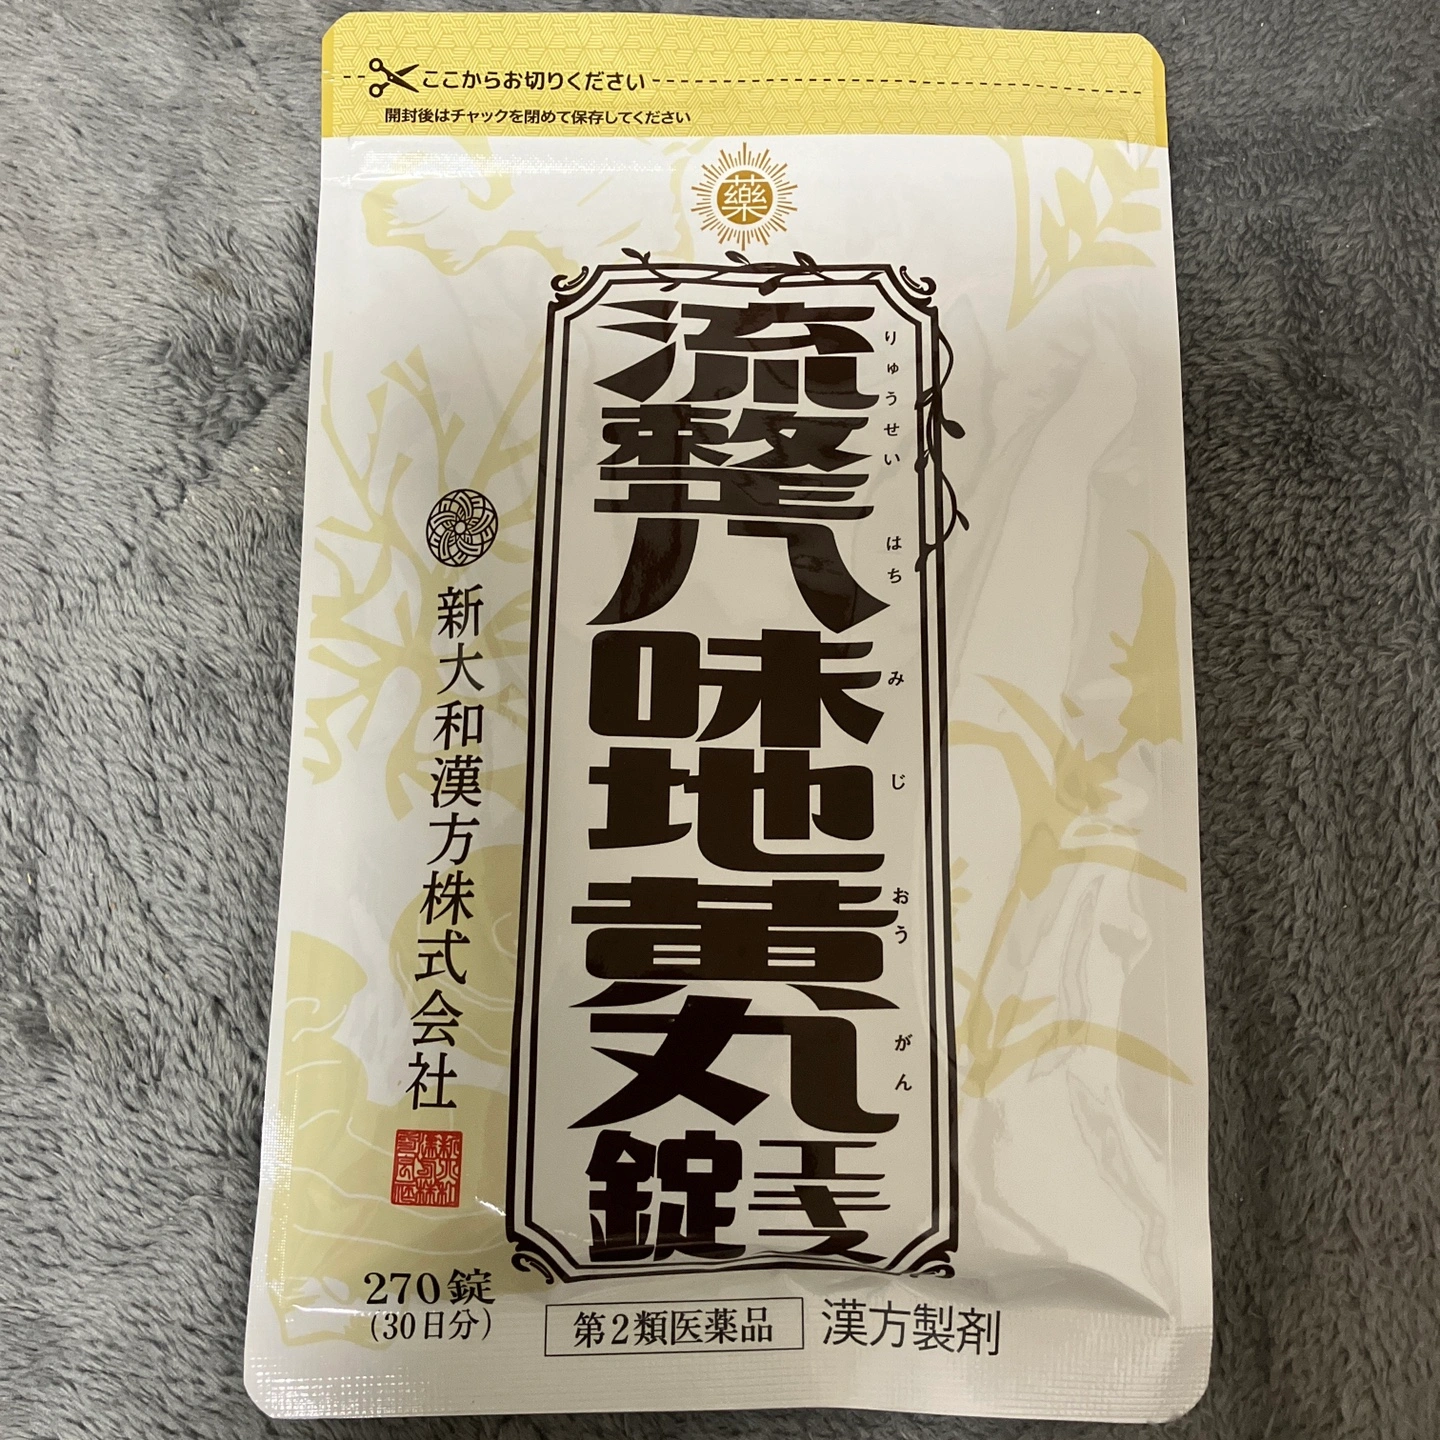 ここからお切りください
開封後はチャックを閉めて保存してください
藥
流整八味地黄丸
りゅうせい はちみじおうがん
エキス
錠
新大和漢方株式会社
270錠
(30日分)
第2類医薬品
漢方製剤